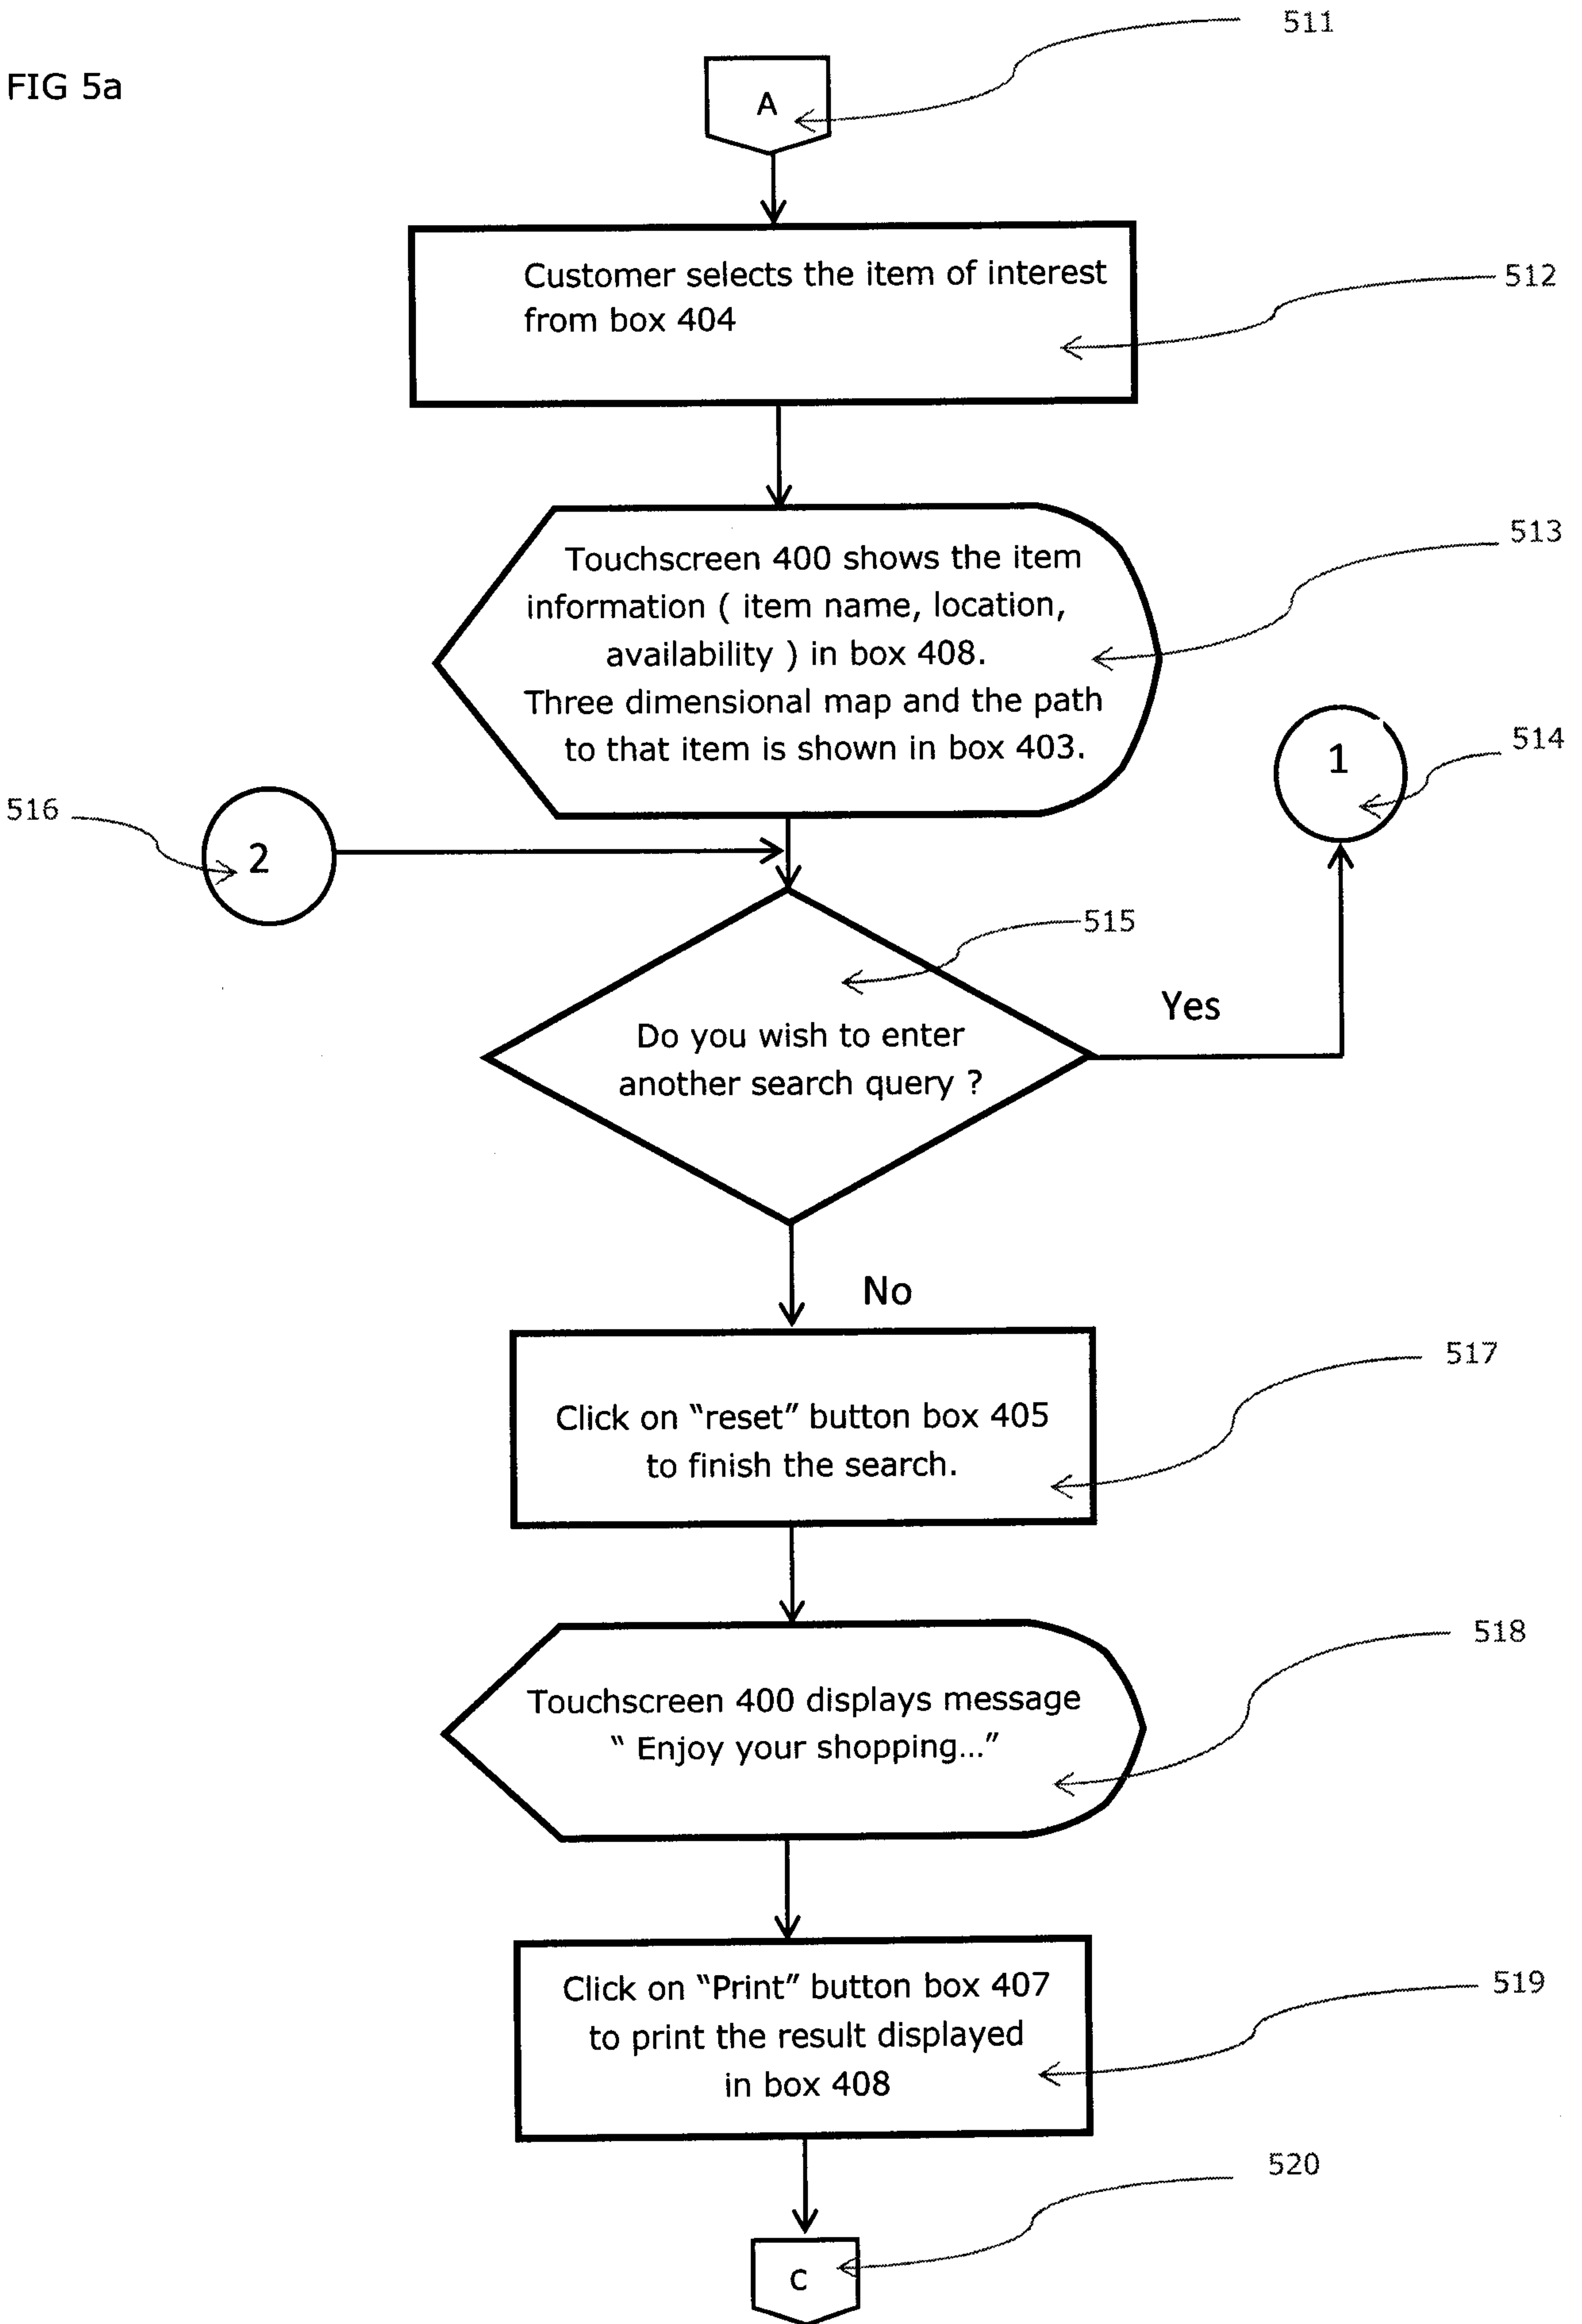 511
FIG 5a
A
Customer selects the item of interest
from box 404
512
Touchscreen 400 shows the item
information ( item name, location,
availability ) in box 408.
Three dimensional map and the path
to that item is shown in box 403.
513
1
514
516
2
515
Do you wish to enter
another search query ?
Yes
No
Click on “reset” button box 405
to finish the search.
517
Touchscreen 400 displays message
“ Enjoy your shopping...”
518
Click on “Print” button box 407
to print the result displayed
in box 408
519
520
C